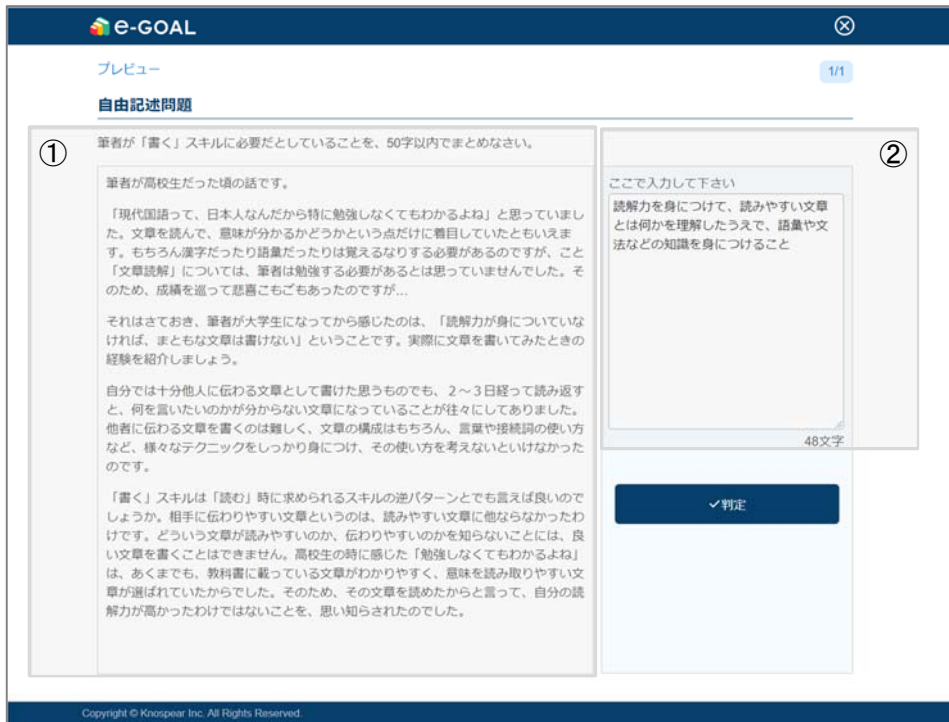 e-GOAL
プレビュー
1/1
自由記述問題
①
筆者が「書く」スキルに必要だとしていることを、50字以内でまとめなさい。
筆者が高校生だった頃の話です。
「現代国語って、日本人なんだから特に勉強しなくてもわかるよね」と思っていまし
た。文章を読んで、意味が分かるかどうかという点だけに着目していたともいえま
す。もちろん漢字だったり語彙だったりは覚えるなりする必要があるのですが、こと
「文章読解」については、筆者は勉強する必要があるとは思っていませんでした。そ
のため、成績を巡って悲喜こもごもあったのですが…
それはさておき、筆者が大学生になってから感じたのは、「読解力が身についていな
ければ、まともな文章は書けない」ということです。実際に文章を書いてみたときの
経験を紹介しましょう。
自分では十分他人に伝わる文章として書けた思うものでも、２～３日経って読み返す
と、何を言いたいのかが分からない文章になっていることが往々にしてありました。
他者に伝わる文章を書くのは難しく、文章の構成はもちろん、言葉や接続詞の使い方
など、様々なテクニックをしっかり身につけ、その使い方を考えないといけなかった
のです。
「書く」スキルは「読む」時に求められるスキルの逆パターンとでも言えば良いので
しょうか。相手に伝わりやすい文章というのは、読みやすい文章に他ならなかったわ
けです。どういう文章が読みやすいのか、伝わりやすいのかを知らないことには、良
い文章を書くことはできません。高校生の時に感じた「勉強しなくてもわかるよね」
は、あくまでも、教科書に載っている文章がわかりやすく、意味を読み取りやすい文
章が選ばれていたからでした。そのため、その文章を読めたからと言って、自分の読
解力が高かったわけではないことを、思い知らされたのでした。
②
ここで入力して下さい
読解力を身につけて、読みやすい文章
とは何かを理解したうえで、語彙や文
法などの知識を身につけること
48文字
✓判定
Copyright © Knospear Inc. All Rights Reserved.